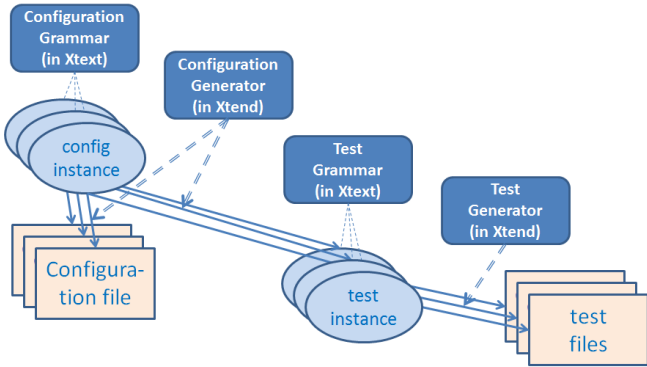 Configuration
Grammar
(in Xtext)
Configuration
Generator
(in Xtend)
config
instance
Test
Grammar
(in Xtext)
Test
Generator
(in Xtend)
Configura-
tion file
test
instance
test
files